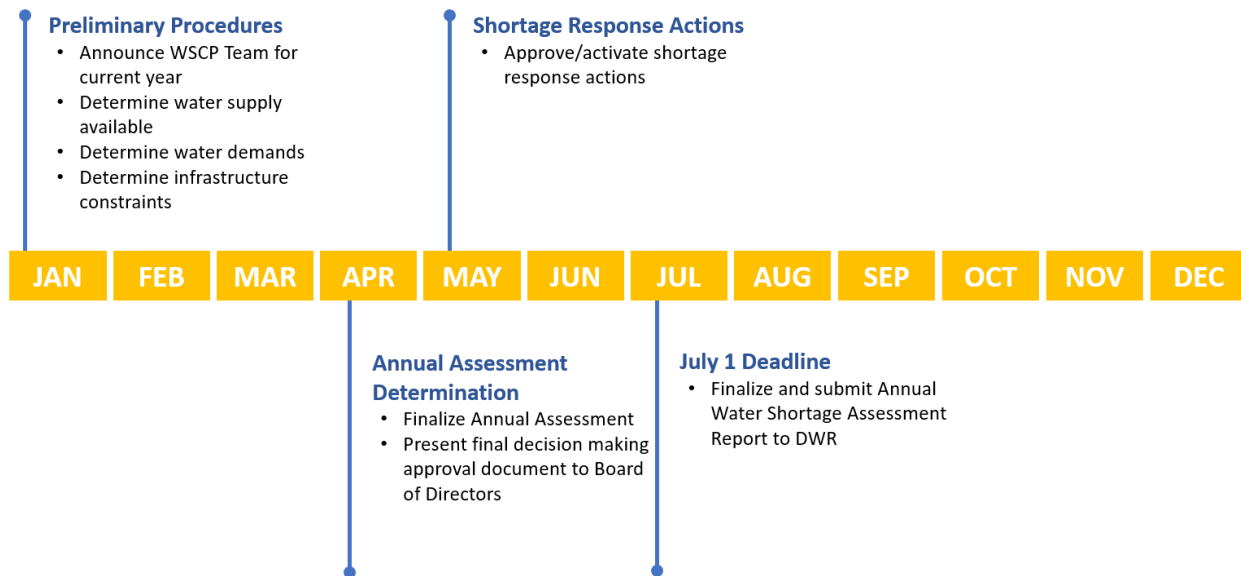 Preliminary Procedures
• Announce WSCP Team for
current year
• Determine water supply
available
• Determine water demands
• Determine infrastructure
constraints
Shortage Response Actions
• Approve/activate shortage
response actions
JAN FEB MAR APR MAY JUN JUL AUG SEP OCT NOV DEC
Annual Assessment
Determination
• Finalize Annual Assessment
• Present final decision making
approval document to Board
of Directors
July 1 Deadline
• Finalize and submit Annual
Water Shortage Assessment
Report to DWR